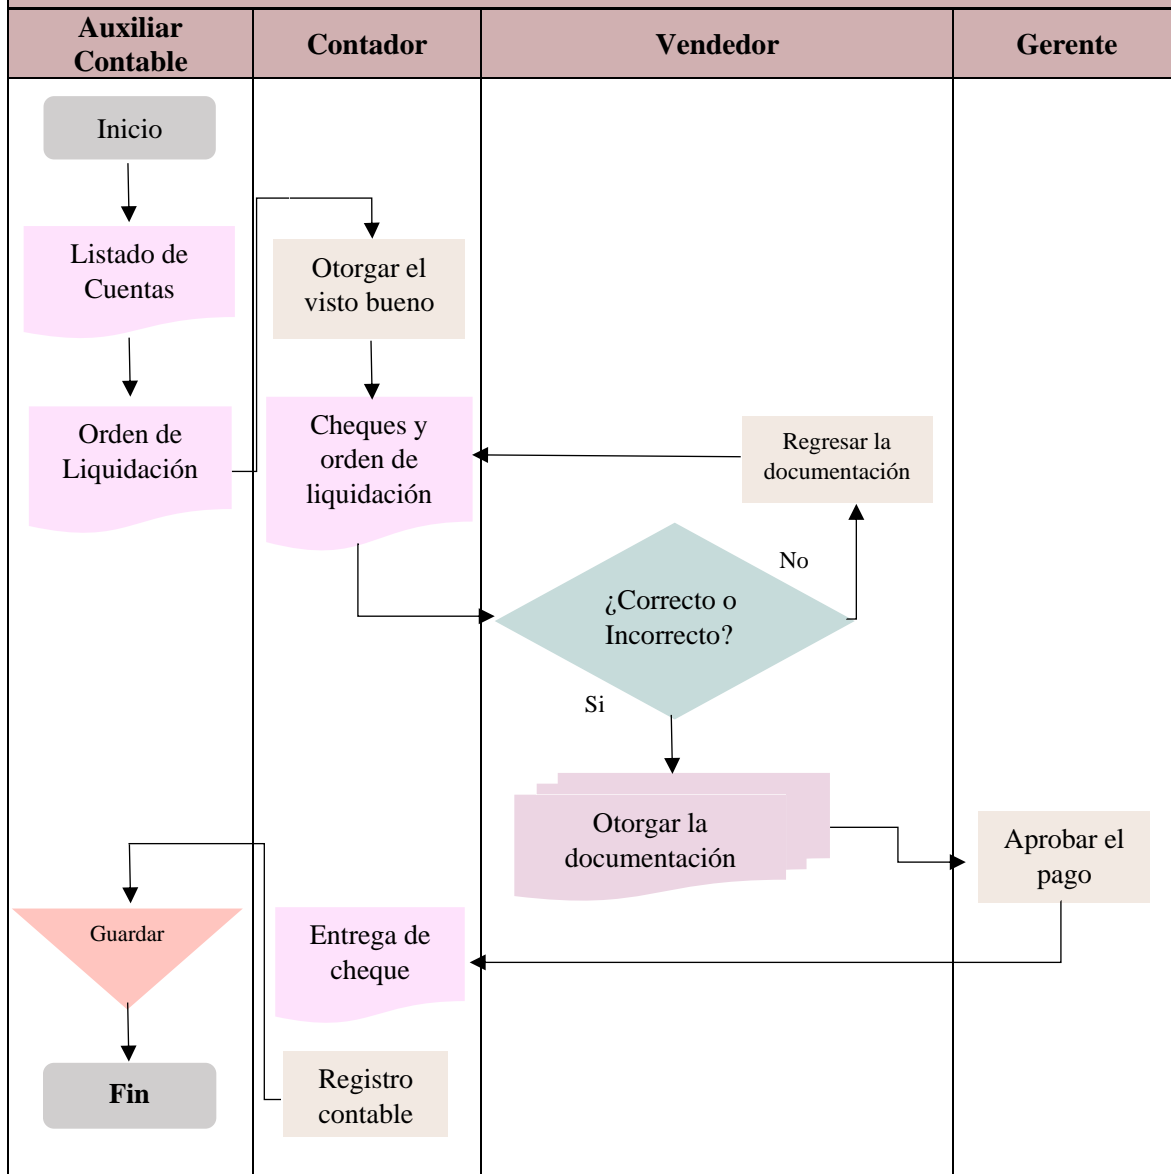 Auxiliar
Contable
Contador
Vendedor
Gerente
Inicio
Listado de
Cuentas
Orden de
Liquidación
Otorgar el
visto bueno
Cheques y
orden de
liquidación
Regresar la
documentación
No
¿Correcto o
Incorrecto?
Si
Otorgar la
documentación
Aprobar el
pago
Entrega de
cheque
Registro
contable
Guardar
Fin